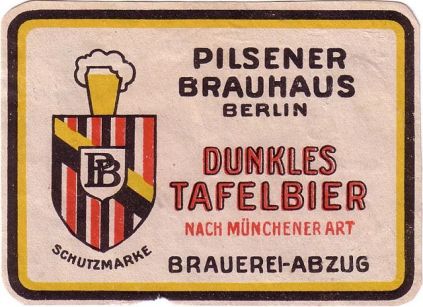 PILSENER
BRAUHAUS
BERLIN
PB
DUNKLES
TAFELBIER
NACH MÜNCHENER ART
SCHUTZMARKE
BRAUEREI-ABZUG